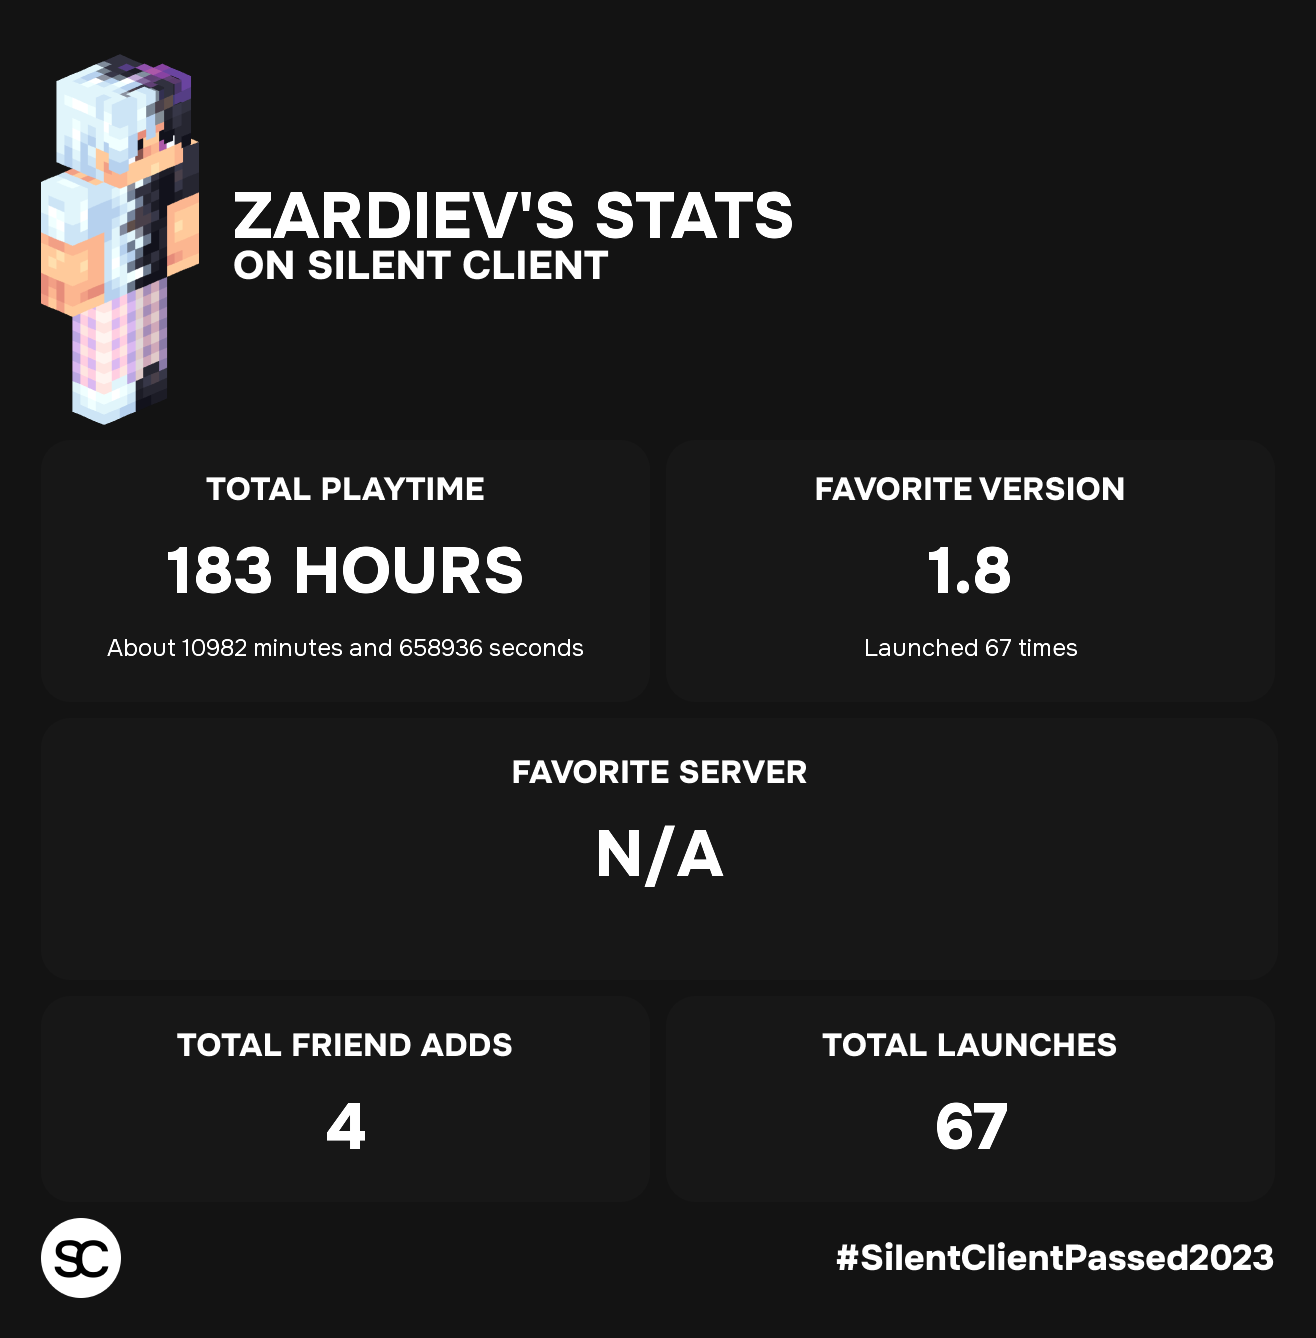 ZARDIEV'S STATS
ON SILENT CLIENT
TOTAL PLAYTIME
183 HOURS
About 10982 minutes and 658936 seconds
FAVORITE VERSION
1.8
Launched 67 times
FAVORITE SERVER
N/A
TOTAL FRIEND ADDS
4
TOTAL LAUNCHES
67
SC
#SilentClientPassed2023